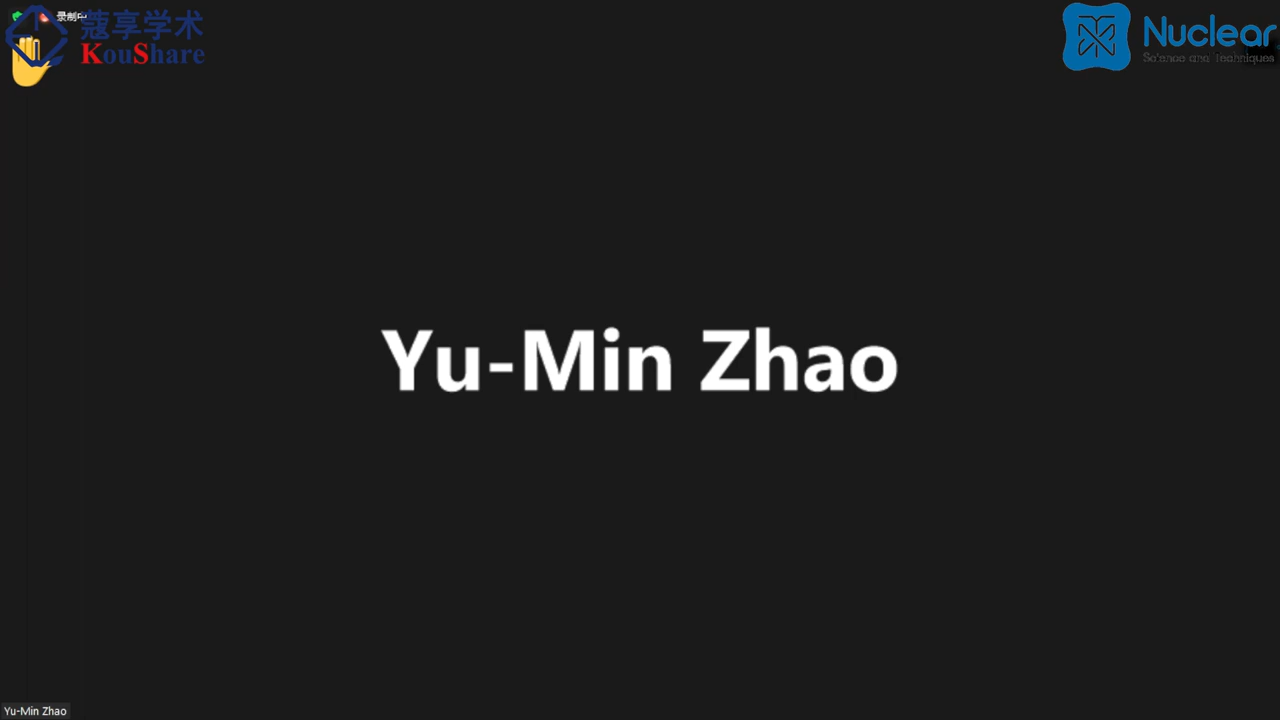 录制中
蔻享学术
KouShare
Nuclear
Science and Techniques
Yu-Min Zhao
Yu-Min Zhao